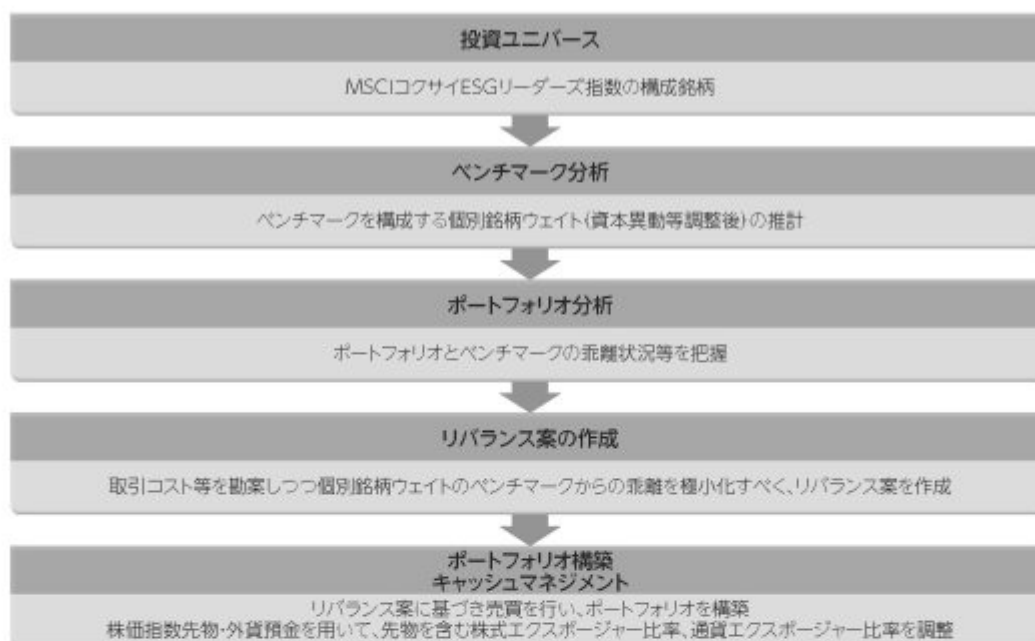 投資ユニバース
MSCIコクサイESGリーダーズ指数の構成銘柄
ベンチマーク分析
ベンチマークを構成する個別銘柄ウェイト(資本異動等調整後)の推計
ポートフォリオ分析
ポートフォリオとベンチマークの乖離状況等を把握
リバランス案の作成
取引コスト等を勘案しつつ個別銘柄ウェイトのベンチマークからの乖離を極小化すべく、リバランス案を作成
ポートフォリオ構築
キャッシュマネジメント
リバランス案に基づき売買を行い、ポートフォリオを構築
株価指数先物・外貨預金を用いて、先物を含む株式エクスポージャー比率、通貨エクスポージャー比率を調整